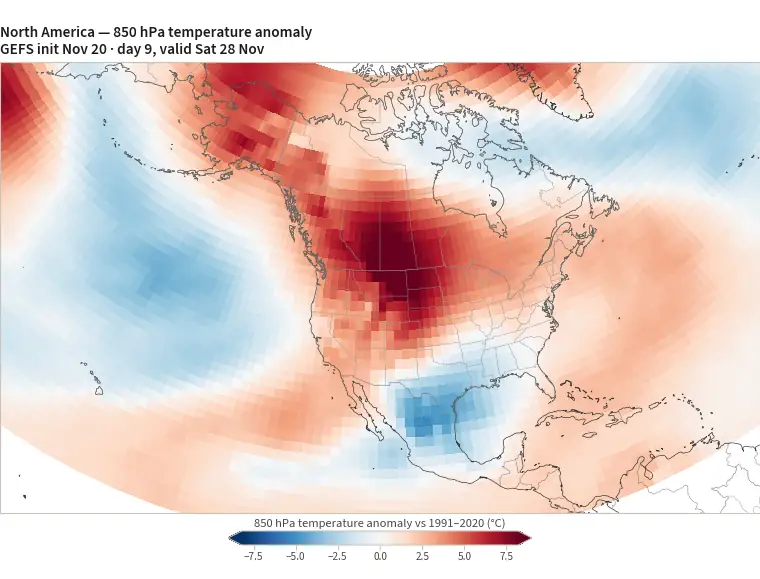 North America — 850 hPa temperature anomaly
GEFS init Nov 20 · day 9, valid Sat 28 Nov
850 hPa temperature anomaly vs 1991–2020 (°C)
−7.5 −5.0 −2.5 0.0 2.5 5.0 7.5